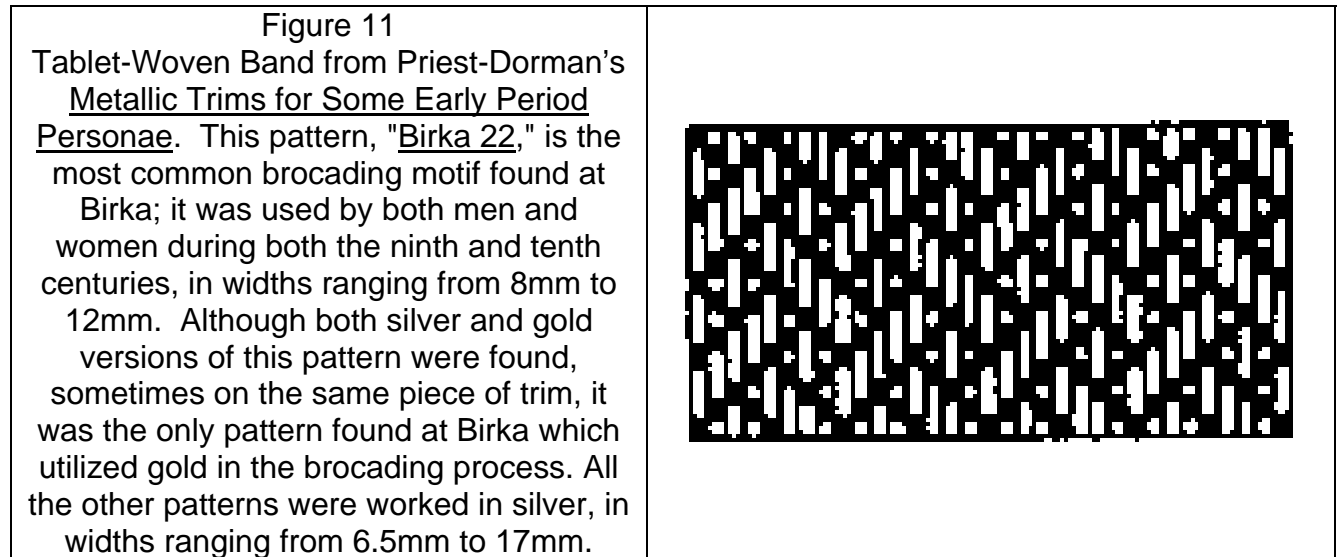 Figure 11
Tablet-Woven Band from Priest-Dorman's
Metallic Trims for Some Early Period
Personae.  This pattern, "Birka 22," is the
most common brocading motif found at
Birka; it was used by both men and
women during both the ninth and tenth
centuries, in widths ranging from 8mm to
12mm.  Although both silver and gold
versions of this pattern were found,
sometimes on the same piece of trim, it
was the only pattern found at Birka which
utilized gold in the brocading process. All
the other patterns were worked in silver, in
widths ranging from 6.5mm to 17mm.